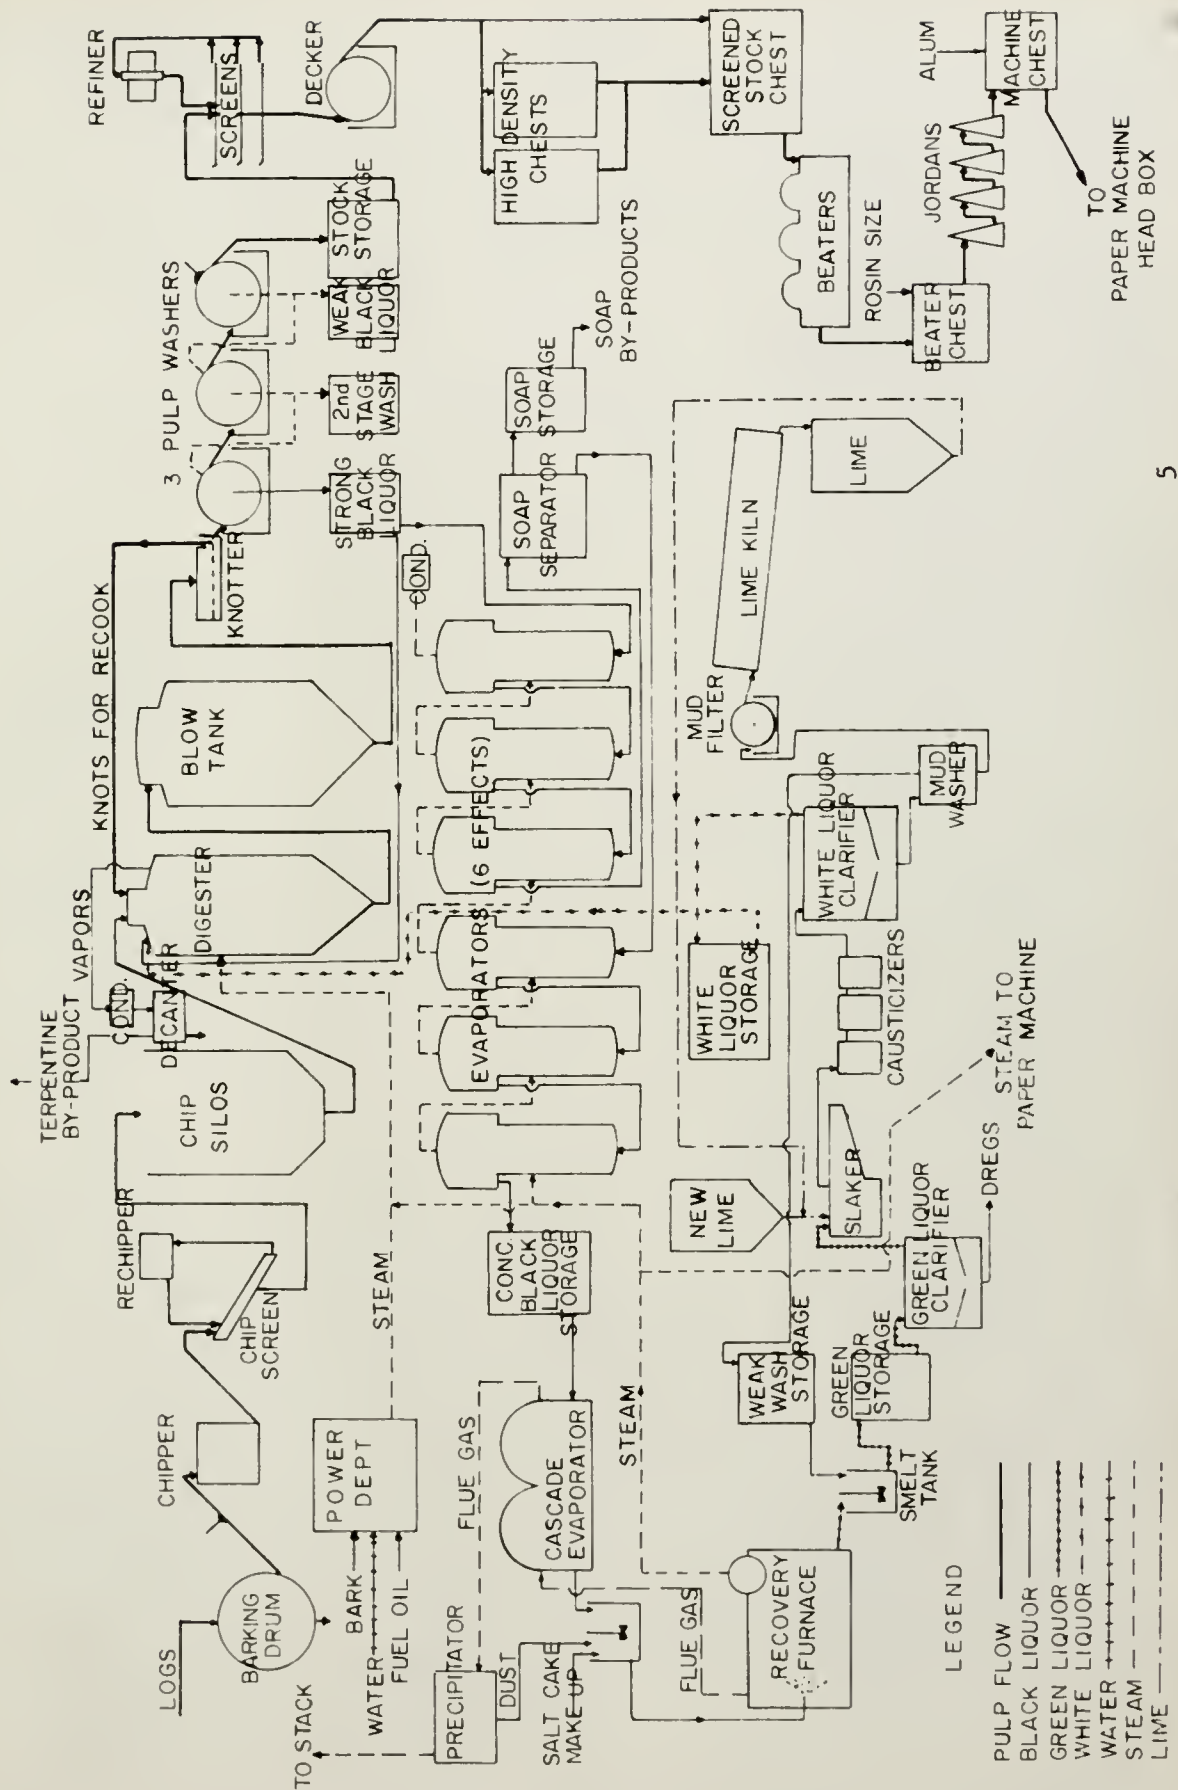 LOGS
BARKING
DRUM
CHIPPER
RECHIPPER
CHIP
SCREEN
CHIP
SILOS
TERPENTINE
BY-PRODUCT
VAPORS
COND.
DECANTER
DIGESTER
KNOTS FOR RECOOK
BLOW
TANK
KNOTTER
3 PULP WASHERS
STRONG
BLACK
LIQUOR
2nd
STAGE
WASH
WEAK
BLACK
LIQUOR
STOCK
STORAGE
REFINER
SCREENS
DECKER
HIGH DENSITY
CHESTS
SCREENED
STOCK
CHEST
BEATERS
ROSIN SIZE
BEATER
CHEST
JORDANS
ALUM
MACHINE
CHEST
TO
PAPER MACHINE
HEAD BOX
TO STACK
BARK
WATER
FUEL OIL
POWER
DEPT
STEAM
FLUE GAS
PRECIPITATOR
DUST
SALT CAKE
MAKE UP
CASCADE
EVAPORATOR
CONC.
BLACK
LIQUOR
STORAGE
EVAPORATORS (6 EFFECTS)
COND.
SOAP
SEPARATOR
SOAP
STORAGE
SOAP
BY-PRODUCTS
FLUE GAS
STEAM
RECOVERY
FURNACE
SMELT
TANK
WEAK
WASH
STORAGE
GREEN
LIQUOR
STORAGE
GREEN LIQUOR
CLARIFIER
DREGS
NEW
LIME
SLAKER
STEAM TO
PAPER MACHINE
CAUSTICIZERS
WHITE
LIQUOR
STORAGE
WHITE LIQUOR
CLARIFIER
MUD
WASHER
MUD
FILTER
LIME KILN
LIME
LEGEND
PULP FLOW
BLACK LIQUOR
GREEN LIQUOR
WHITE LIQUOR
WATER
STEAM
LIME
5